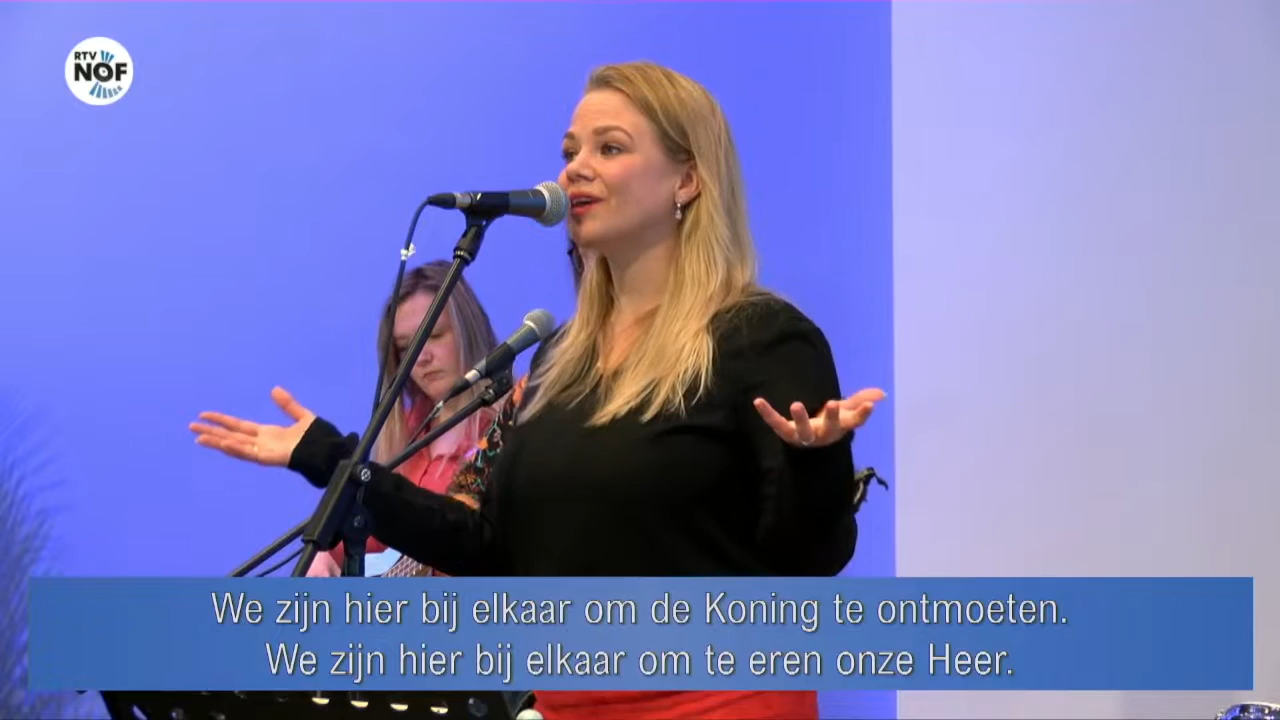 RTV
NOF
We zijn hier bij elkaar om de Koning te ontmoeten.
We zijn hier bij elkaar om te eren onze Heer.